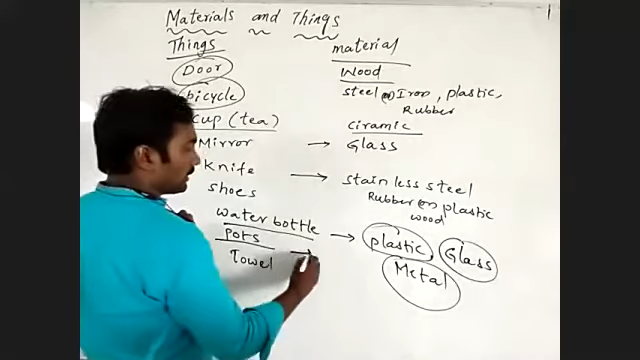 Materials and Things
Things material
Door Wood
bicycle steel or Iron, plastic,
Rubber
cup (tea) ciramic
Mirror → Glass
Knife → stainless steel
shoes Rubber or plastic
wood
water bottle → plastic, Glass
Pots Metal
Towel →